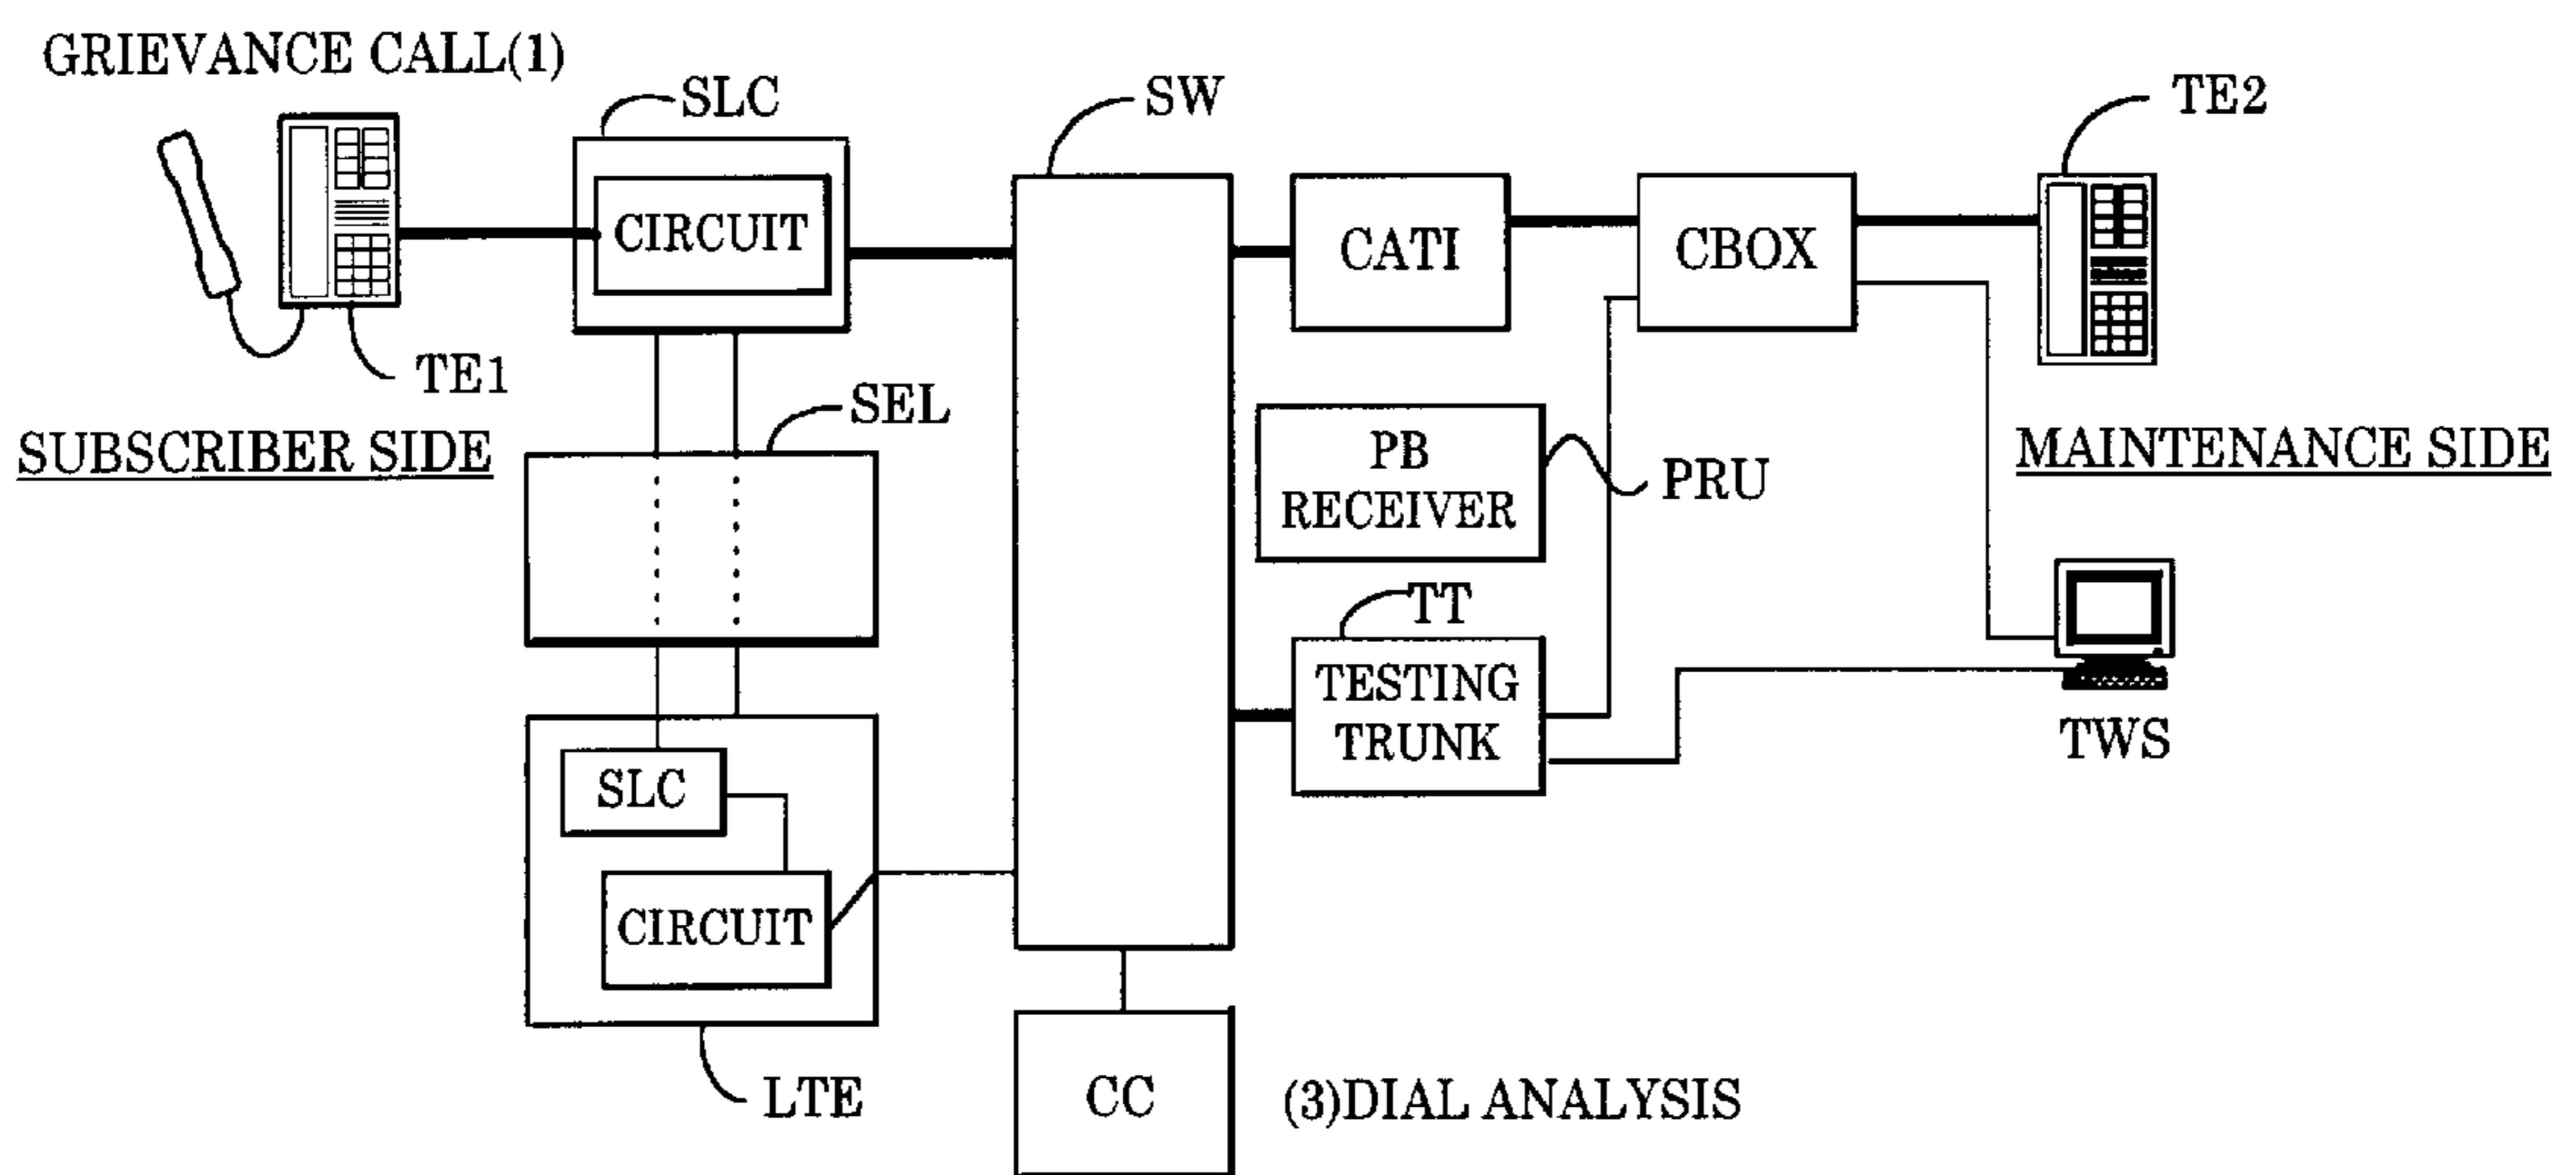 GRIEVANCE CALL(1)
SLC
SW
TE2
CIRCUIT
CATI
CBOX
TE1
SEL
SUBSCRIBER SIDE
PB
RECEIVER
PRU
MAINTENANCE SIDE
TT
TESTING
TRUNK
TWS
SLC
CIRCUIT
LTE
CC
(3)DIAL ANALYSIS